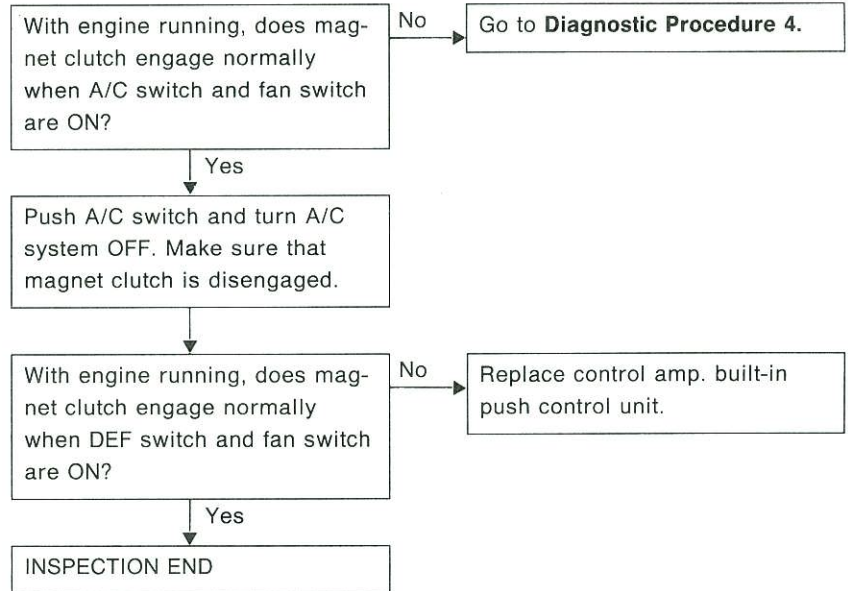 With engine running, does mag-
net clutch engage normally
when A/C switch and fan switch
are ON?
No
Go to Diagnostic Procedure 4.
Yes
Push A/C switch and turn A/C
system OFF. Make sure that
magnet clutch is disengaged.
With engine running, does mag-
net clutch engage normally
when DEF switch and fan switch
are ON?
No
Replace control amp. built-in
push control unit.
Yes
INSPECTION END